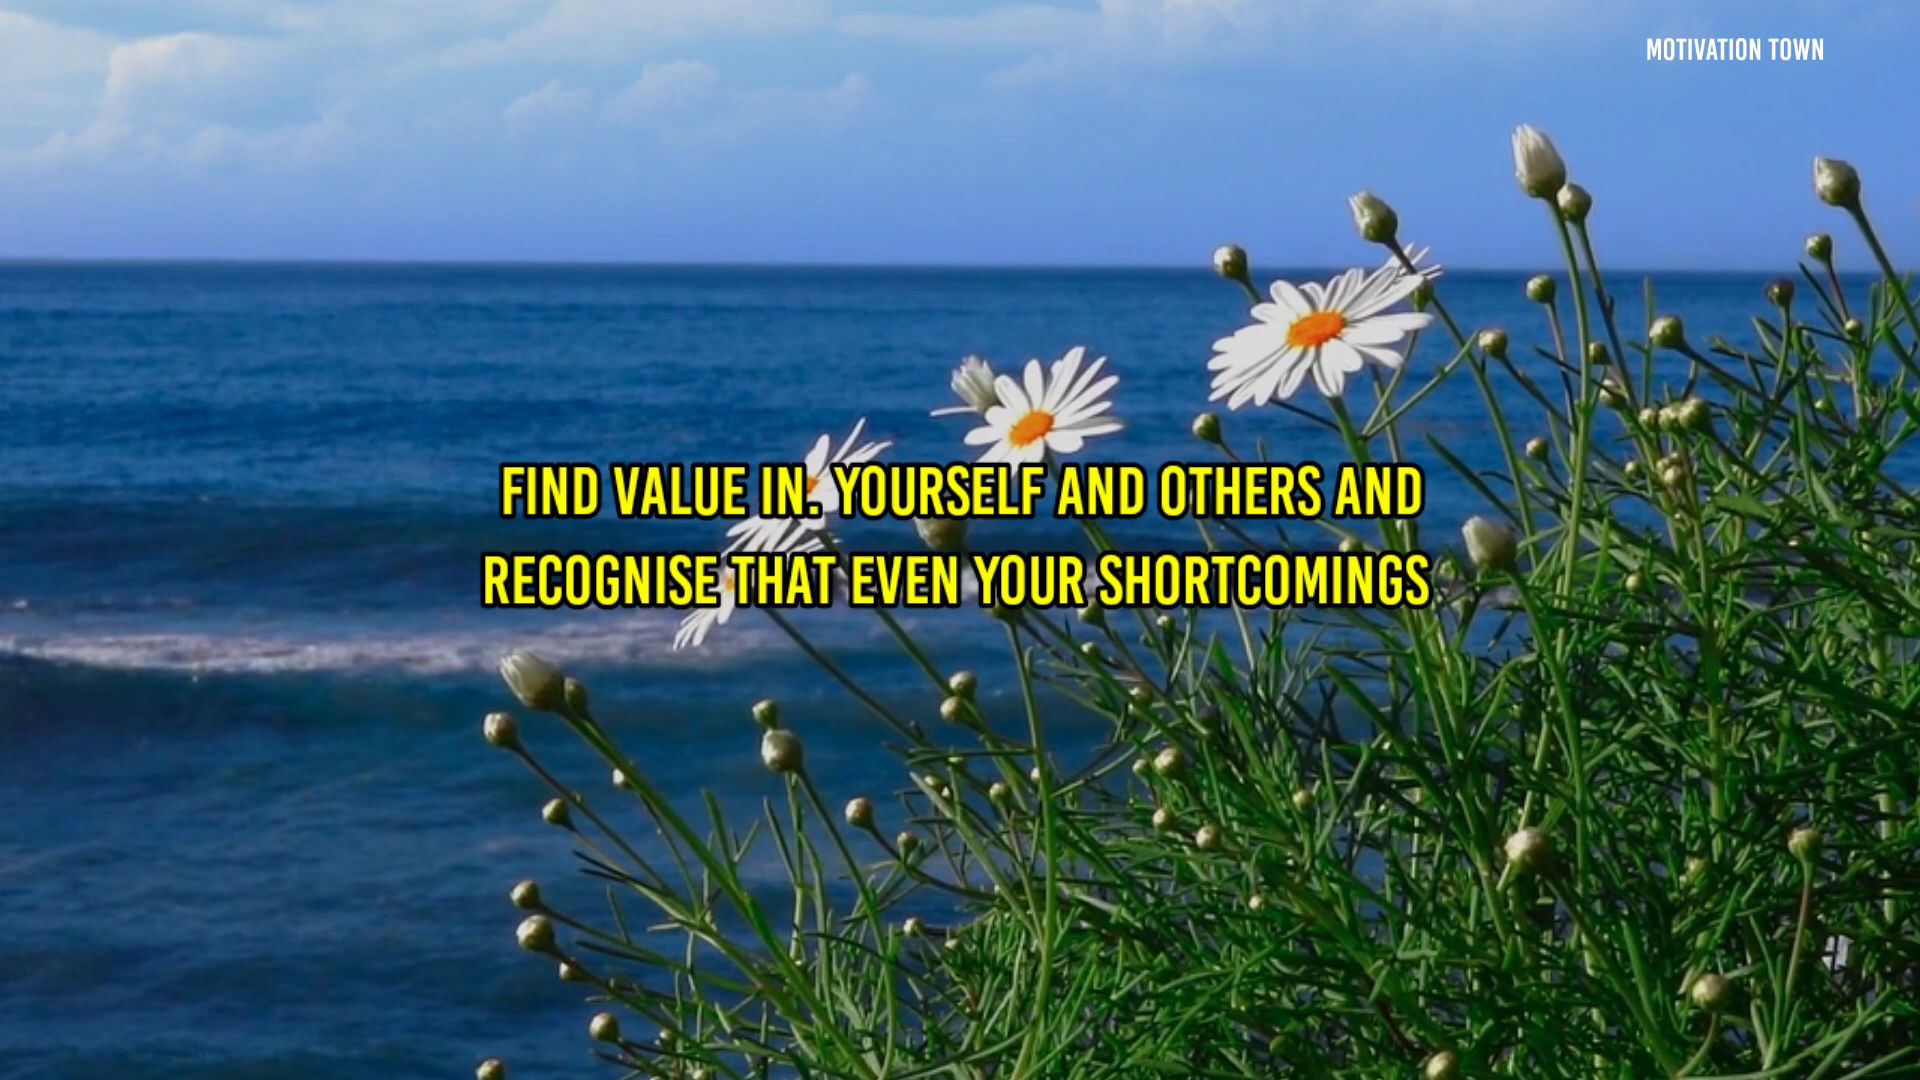 MOTIVATION TOWN
FIND VALUE IN. YOURSELF AND OTHERS AND
RECOGNISE THAT EVEN YOUR SHORTCOMINGS